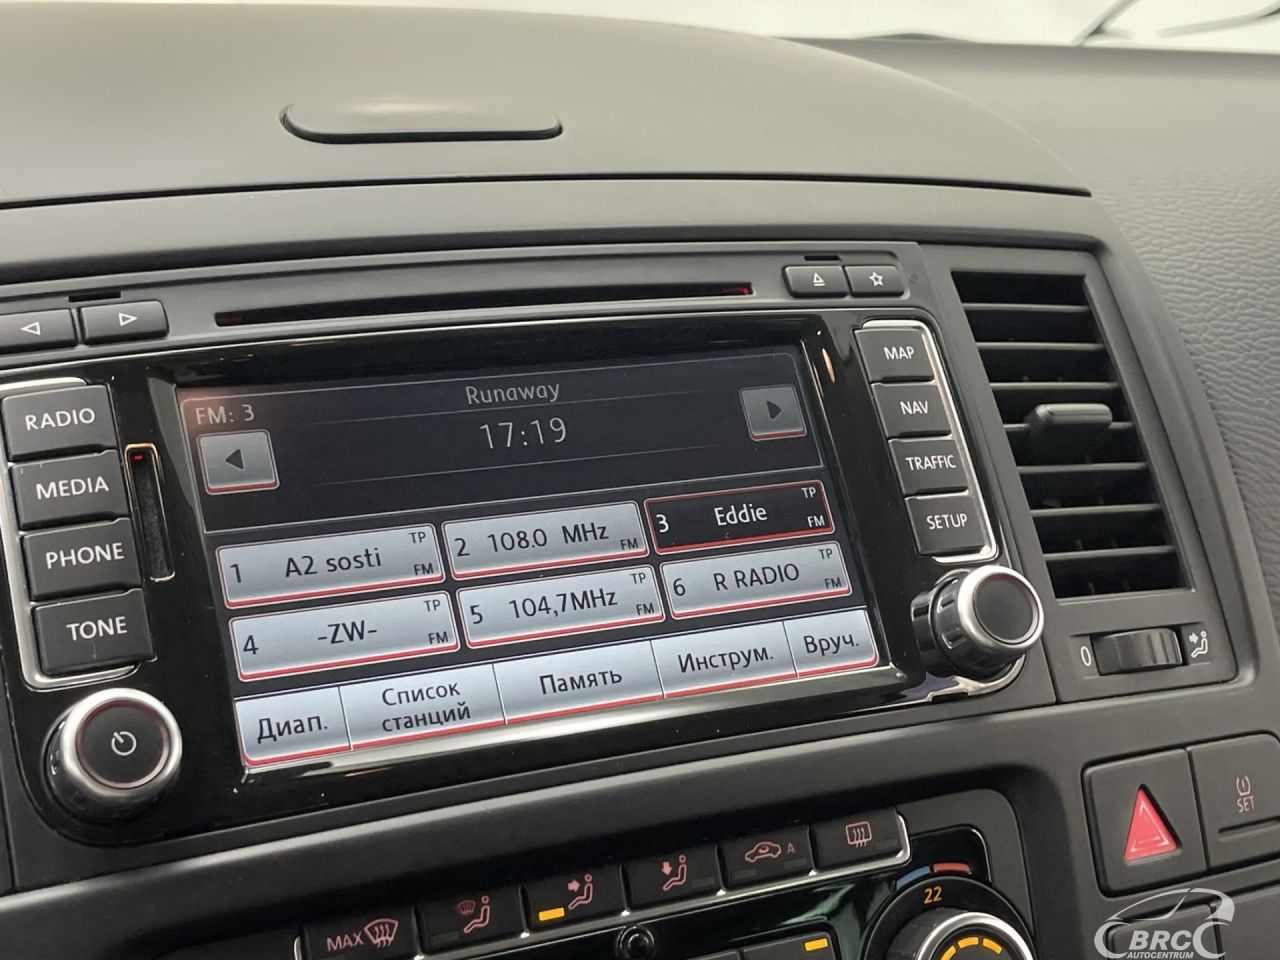 RADIO
MEDIA
PHONE
TONE
Runaway
FM: 3
17:19
1 A2 sosti TP FM
2 108.0 MHz FM
3 Eddie TP FM
4 -ZW- TP FM
5 104,7MHz TP FM
6 R RADIO TP FM
Диап.
Список
станций
Память
Инструм.
Вруч.
MAP
NAV
TRAFFIC
SETUP
0
SET
MAX
A
22
BRC
AUTOCENTRUM